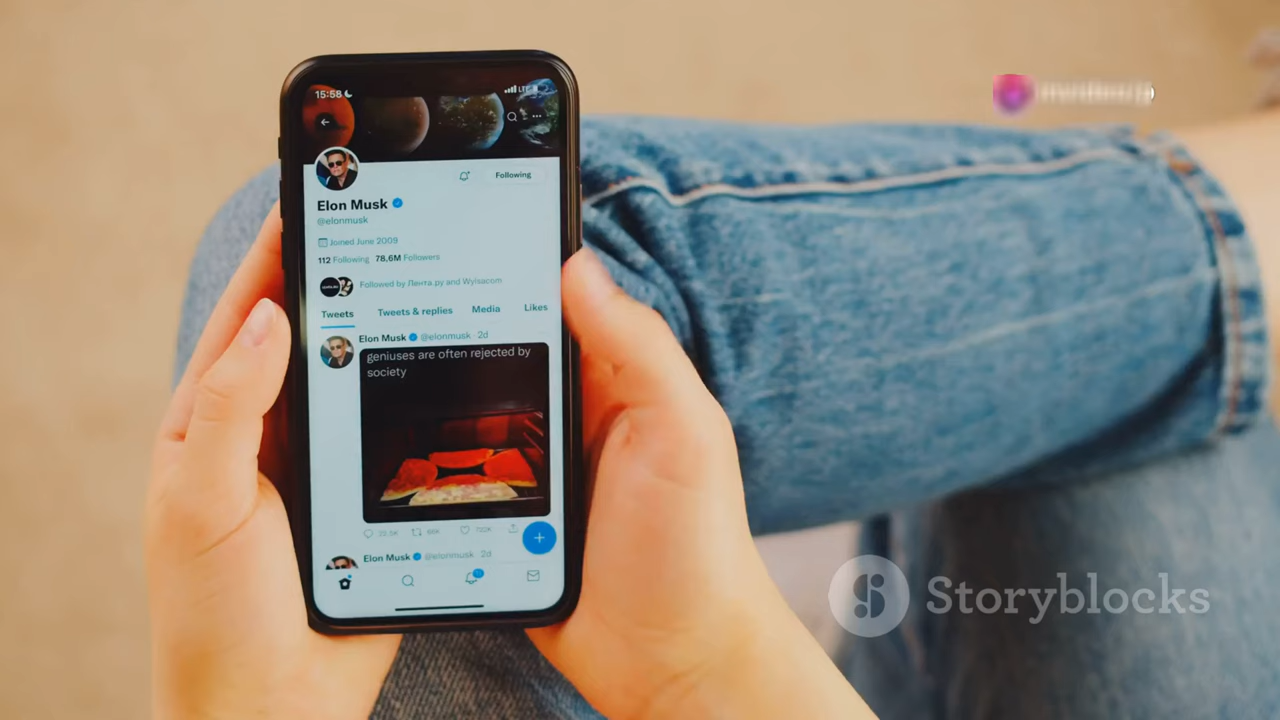 15:58
LTE
Following
Elon Musk
@elonmusk
Joined June 2009
112 Following 78,6M Followers
Followed by Лента.ру and Wylsacom
Tweets Tweets & replies Media Likes
Elon Musk @elonmusk · 2d
geniuses are often rejected by
society
66K
Elon Musk @elonmusk · 2d
Storyblocks